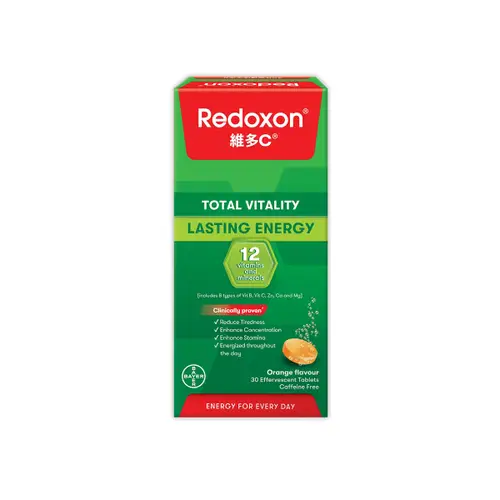 Redoxon®
Redoxon®
維多C®
TOTAL VITALITY
LASTING ENERGY
12
vitamins
and
minerals
(Includes 8 types of Vit B, Vit C, Zn, Ca and Mg)
Clinically proven
✓ Reduce Tiredness
✓ Enhance Concentration
✓ Enhance Stamina
✓ Energized throughout
the day
BAYER
BAYER
Orange flavour
30 Effervescent Tablets
Caffeine Free
ENERGY FOR EVERY DAY